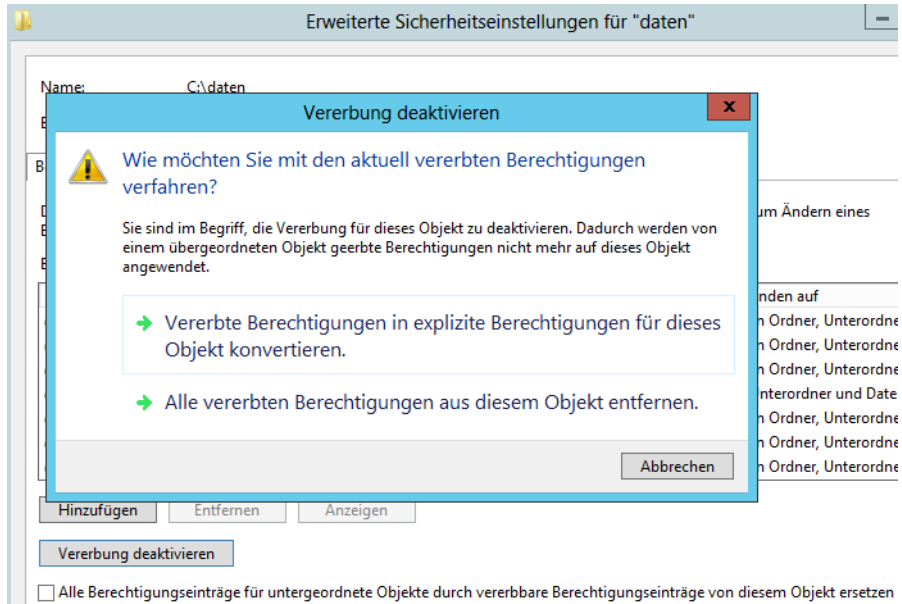 Erweiterte Sicherheitseinstellungen für "daten"
Name: C:\daten
Vererbung deaktivieren
Wie möchten Sie mit den aktuell vererbten Berechtigungen
verfahren?
Sie sind im Begriff, die Vererbung für dieses Objekt zu deaktivieren. Dadurch werden von
einem übergeordneten Objekt geerbte Berechtigungen nicht mehr auf dieses Objekt
angewendet.
Vererbte Berechtigungen in explizite Berechtigungen für dieses
Objekt konvertieren.
Alle vererbten Berechtigungen aus diesem Objekt entfernen.
Abbrechen
um Ändern eines
nden auf
n Ordner, Unterordne
n Ordner, Unterordne
n Ordner, Unterordne
nterordner und Date
n Ordner, Unterordne
n Ordner, Unterordne
n Ordner, Unterordne
Hinzufügen Entfernen Anzeigen
Vererbung deaktivieren
Alle Berechtigungseinträge für untergeordnete Objekte durch vererbbare Berechtigungseinträge von diesem Objekt ersetzen